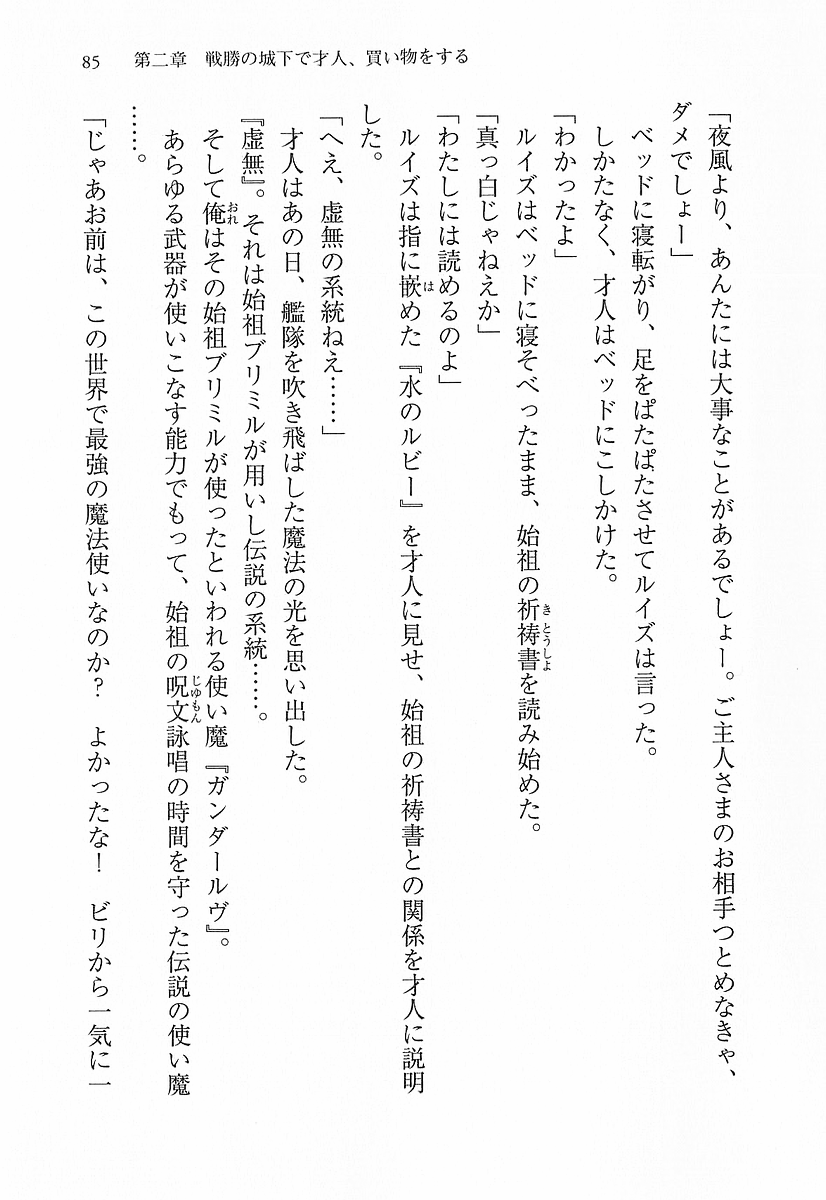 85　第二章　戦勝の城下で才人、買い物をする
「夜風より、あんたには大事なことがあるでしょー。ご主人さまのお相手つとめなきゃ、
ダメでしょー」
　ベッドに寝転がり、足をぱたぱたさせてルイズは言った。
　しかたなく、才人はベッドにこしかけた。
「わかったよ」
　ルイズはベッドに寝そべったまま、始祖の祈祷書を読み始めた。
「真っ白じゃねえか」
「わたしには読めるのよ」
　ルイズは指に嵌めた『水のルビー』を才人に見せ、始祖の祈祷書との関係を才人に説明
した。
「へえ、虚無の系統ねえ……」
　才人はあの日、艦隊を吹き飛ばした魔法の光を思い出した。
『虚無』。それは始祖ブリミルが用いし伝説の系統……。
　そして俺はその始祖ブリミルが使ったといわれる使い魔『ガンダールヴ』。
　あらゆる武器が使いこなす能力でもって、始祖の呪文詠唱の時間を守った伝説の使い魔
……。
「じゃあお前は、この世界で最強の魔法使いなのか？　よかったな！　ビリから一気に一